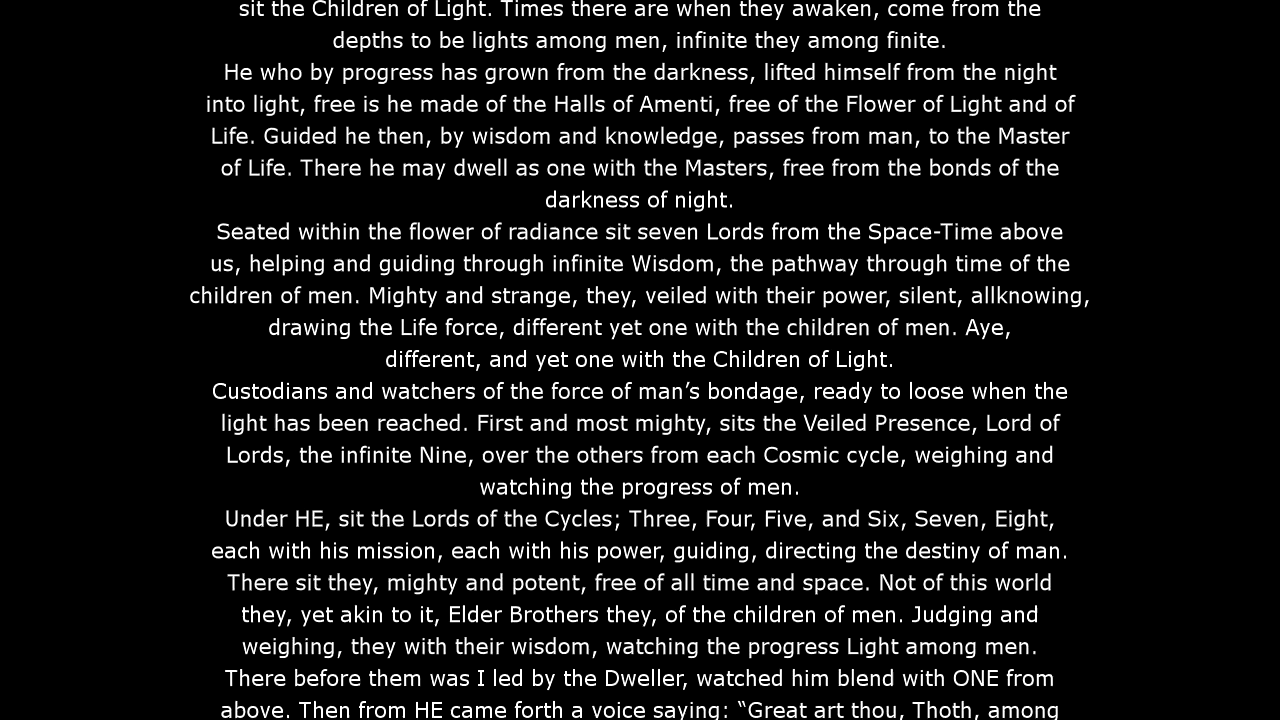 sit the Children of Light. Times there are when they awaken, come from the
depths to be lights among men, infinite they among finite.
He who by progress has grown from the darkness, lifted himself from the night
into light, free is he made of the Halls of Amenti, free of the Flower of Light and of
Life. Guided he then, by wisdom and knowledge, passes from man, to the Master
of Life. There he may dwell as one with the Masters, free from the bonds of the
darkness of night.
Seated within the flower of radiance sit seven Lords from the Space-Time above
us, helping and guiding through infinite Wisdom, the pathway through time of the
children of men. Mighty and strange, they, veiled with their power, silent, allknowing,
drawing the Life force, different yet one with the children of men. Aye,
different, and yet one with the Children of Light.
Custodians and watchers of the force of man’s bondage, ready to loose when the
light has been reached. First and most mighty, sits the Veiled Presence, Lord of
Lords, the infinite Nine, over the others from each Cosmic cycle, weighing and
watching the progress of men.
Under HE, sit the Lords of the Cycles; Three, Four, Five, and Six, Seven, Eight,
each with his mission, each with his power, guiding, directing the destiny of man.
There sit they, mighty and potent, free of all time and space. Not of this world
they, yet akin to it, Elder Brothers they, of the children of men. Judging and
weighing, they with their wisdom, watching the progress Light among men.
There before them was I led by the Dweller, watched him blend with ONE from
above. Then from HE came forth a voice saying: “Great art thou, Thoth, among